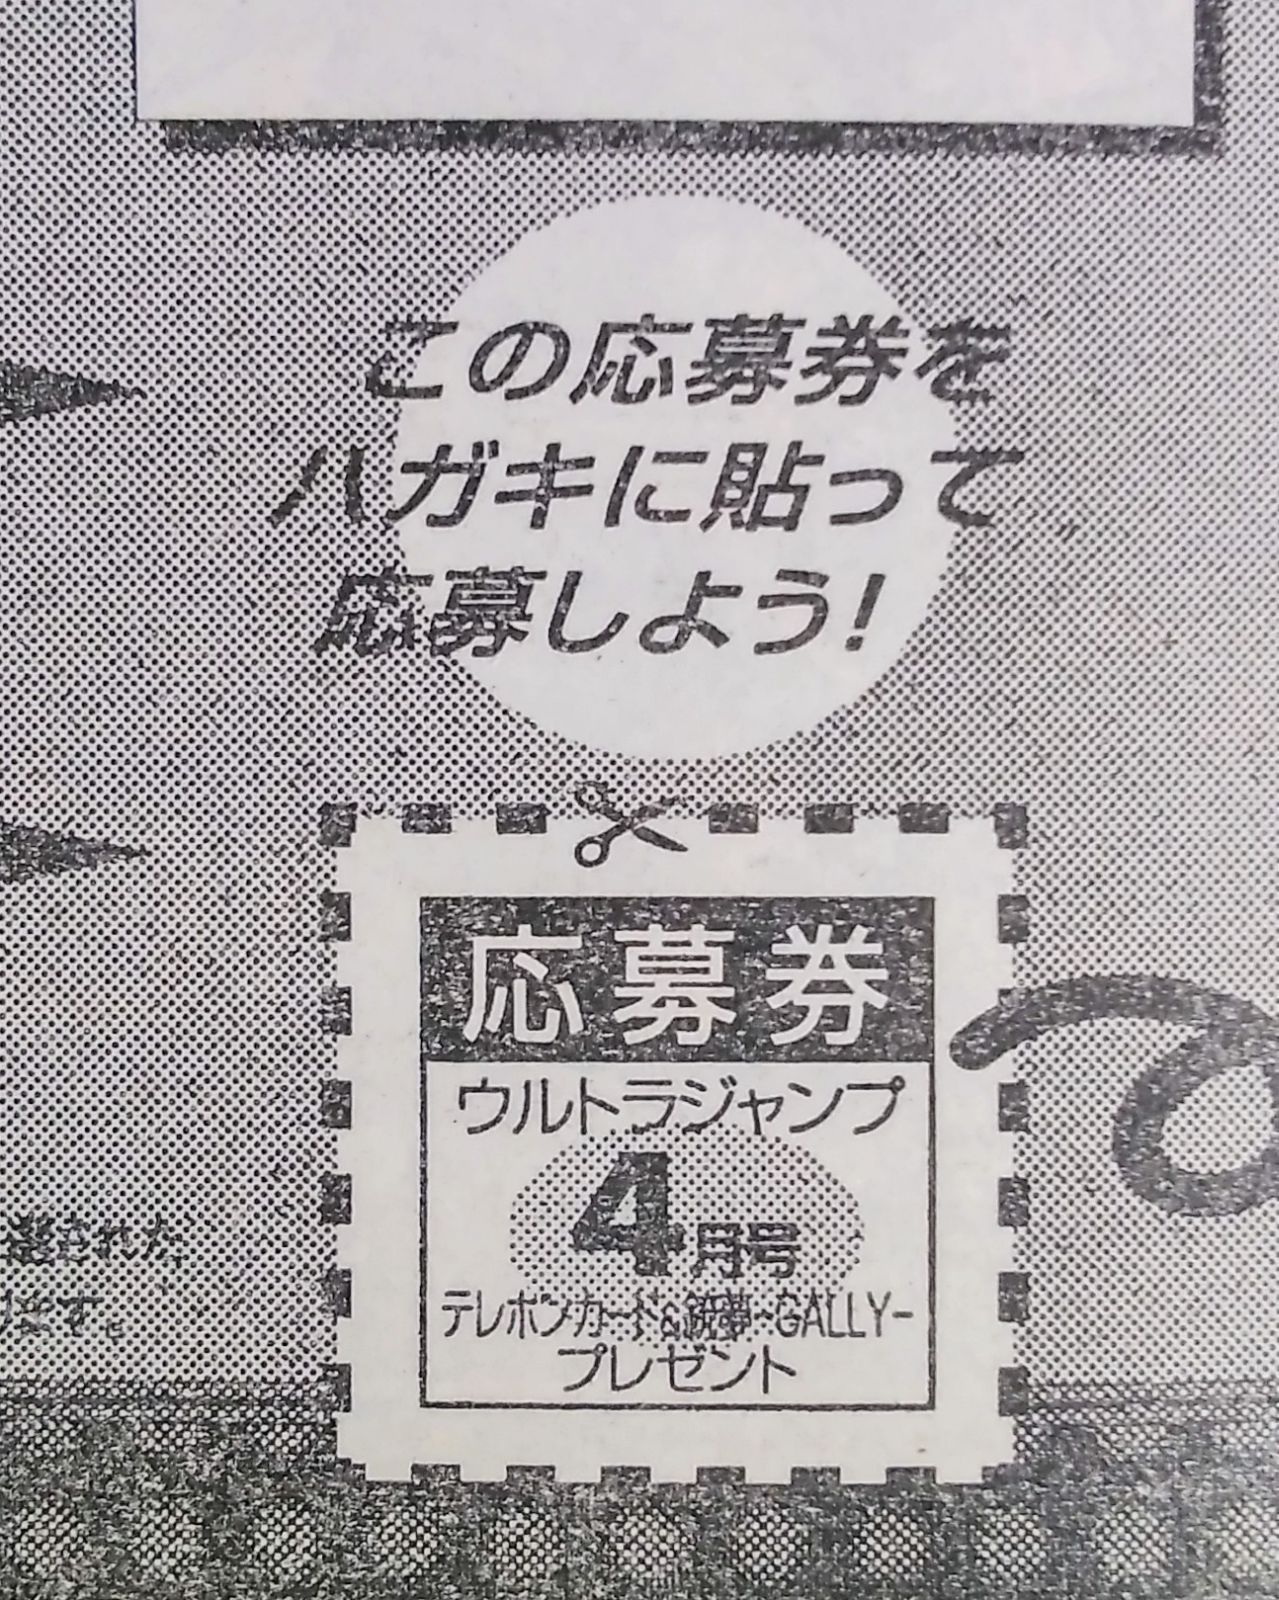 この応募券を
ハガキに貼って
応募しよう!
応募券
ウルトラジャンプ
4月号
テレホンカード&銃夢-GALLY-
プレゼント
ます。